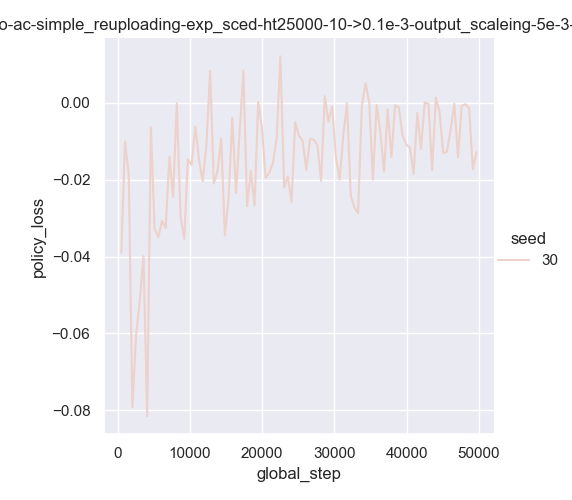 o-ac-simple_reuploading-exp_sced-ht25000-10->0.1e-3-output_scaleing-5e-3-
0.00
−0.02
−0.04
−0.06
−0.08
policy_loss
seed
30
0 10000 20000 30000 40000 50000
global_step